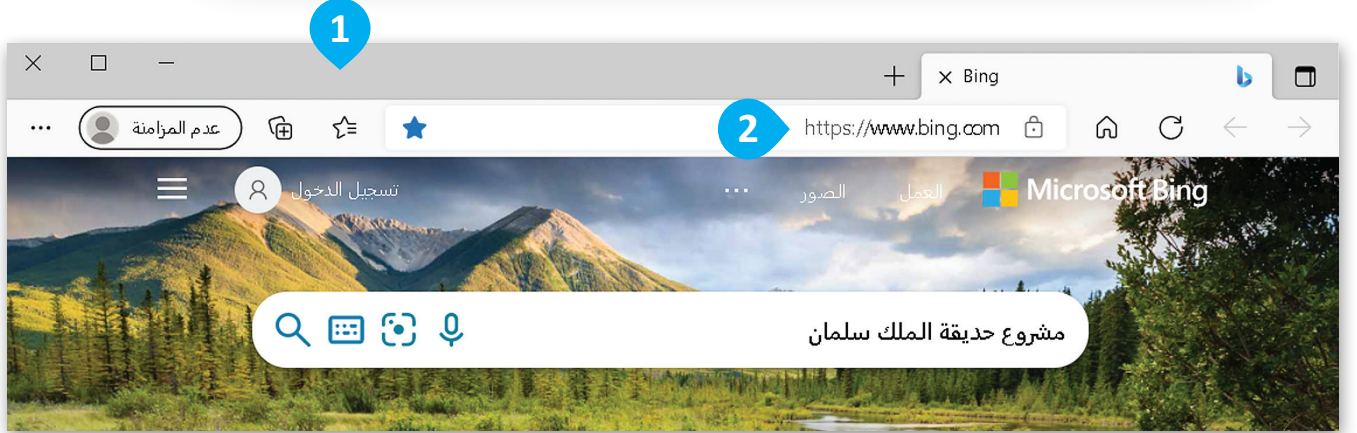 1
Bing
2
https://www.bing.com
عدم المزامنة
Microsoft Bing
العمل
الصور
تسجيل الدخول
مشروع حديقة الملك سلمان